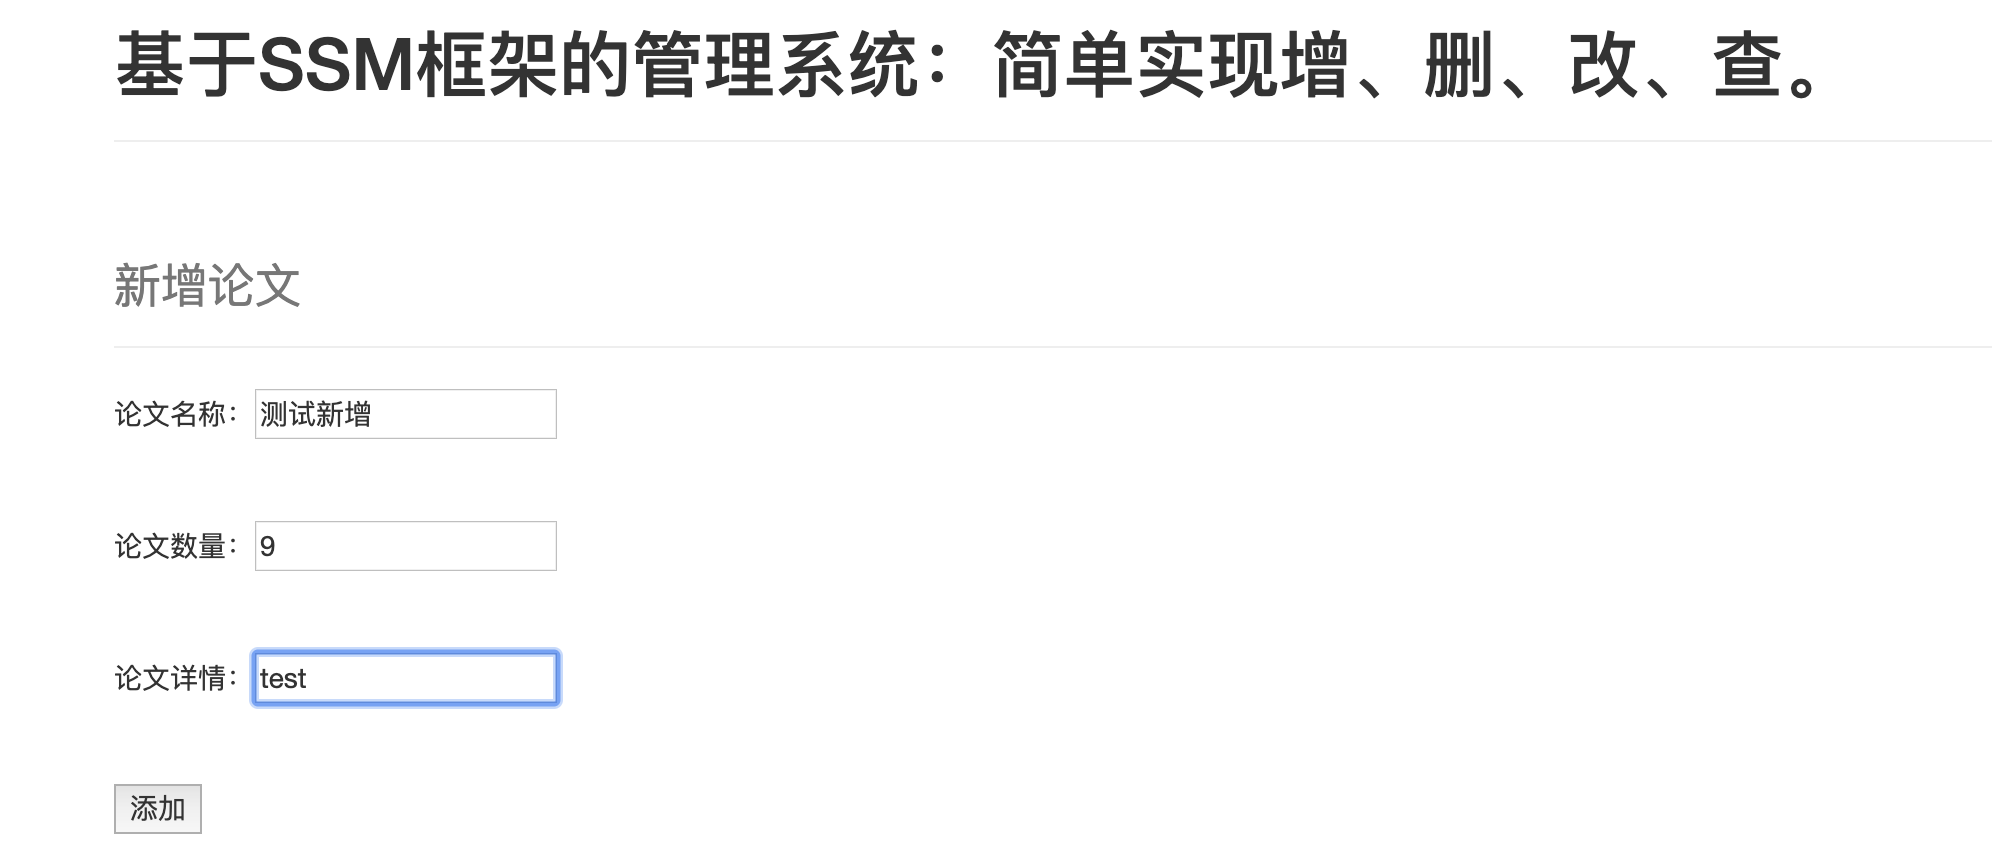 基于SSM框架的管理系统：简单实现增、删、改、查。
新增论文
论文名称： 测试新增
论文数量： 9
论文详情： test
添加